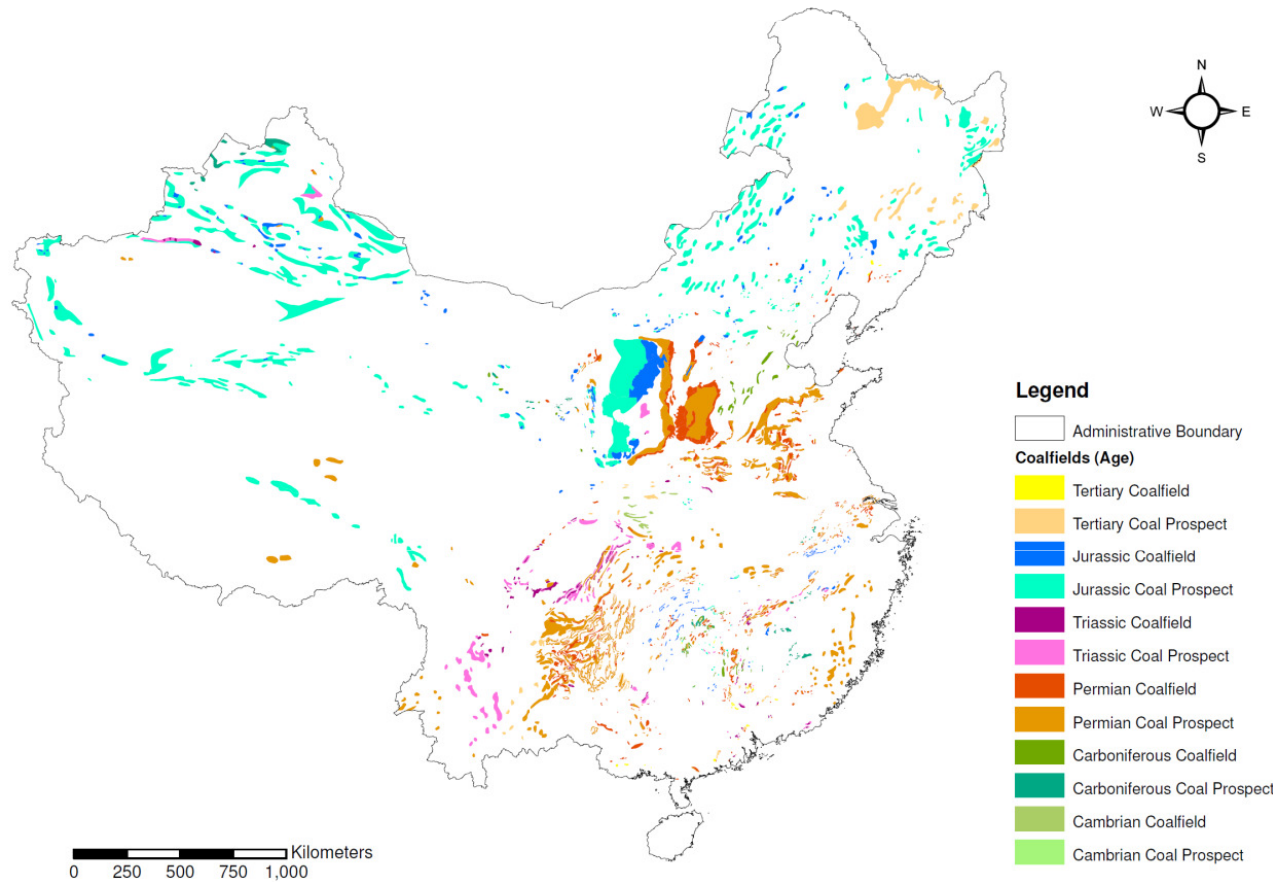 N
W E
S
Legend
Administrative Boundary
Coalfields (Age)
Tertiary Coalfield
Tertiary Coal Prospect
Jurassic Coalfield
Jurassic Coal Prospect
Triassic Coalfield
Triassic Coal Prospect
Permian Coalfield
Permian Coal Prospect
Carboniferous Coalfield
Carboniferous Coal Prospect
Cambrian Coalfield
Cambrian Coal Prospect
Kilometers
0 250 500 750 1,000